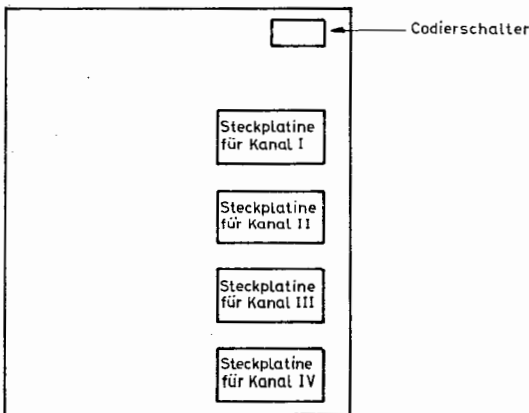 Codierschalter
Steckplatine
für Kanal I
Steckplatine
für Kanal II
Steckplatine
für Kanal III
Steckplatine
für Kanal IV